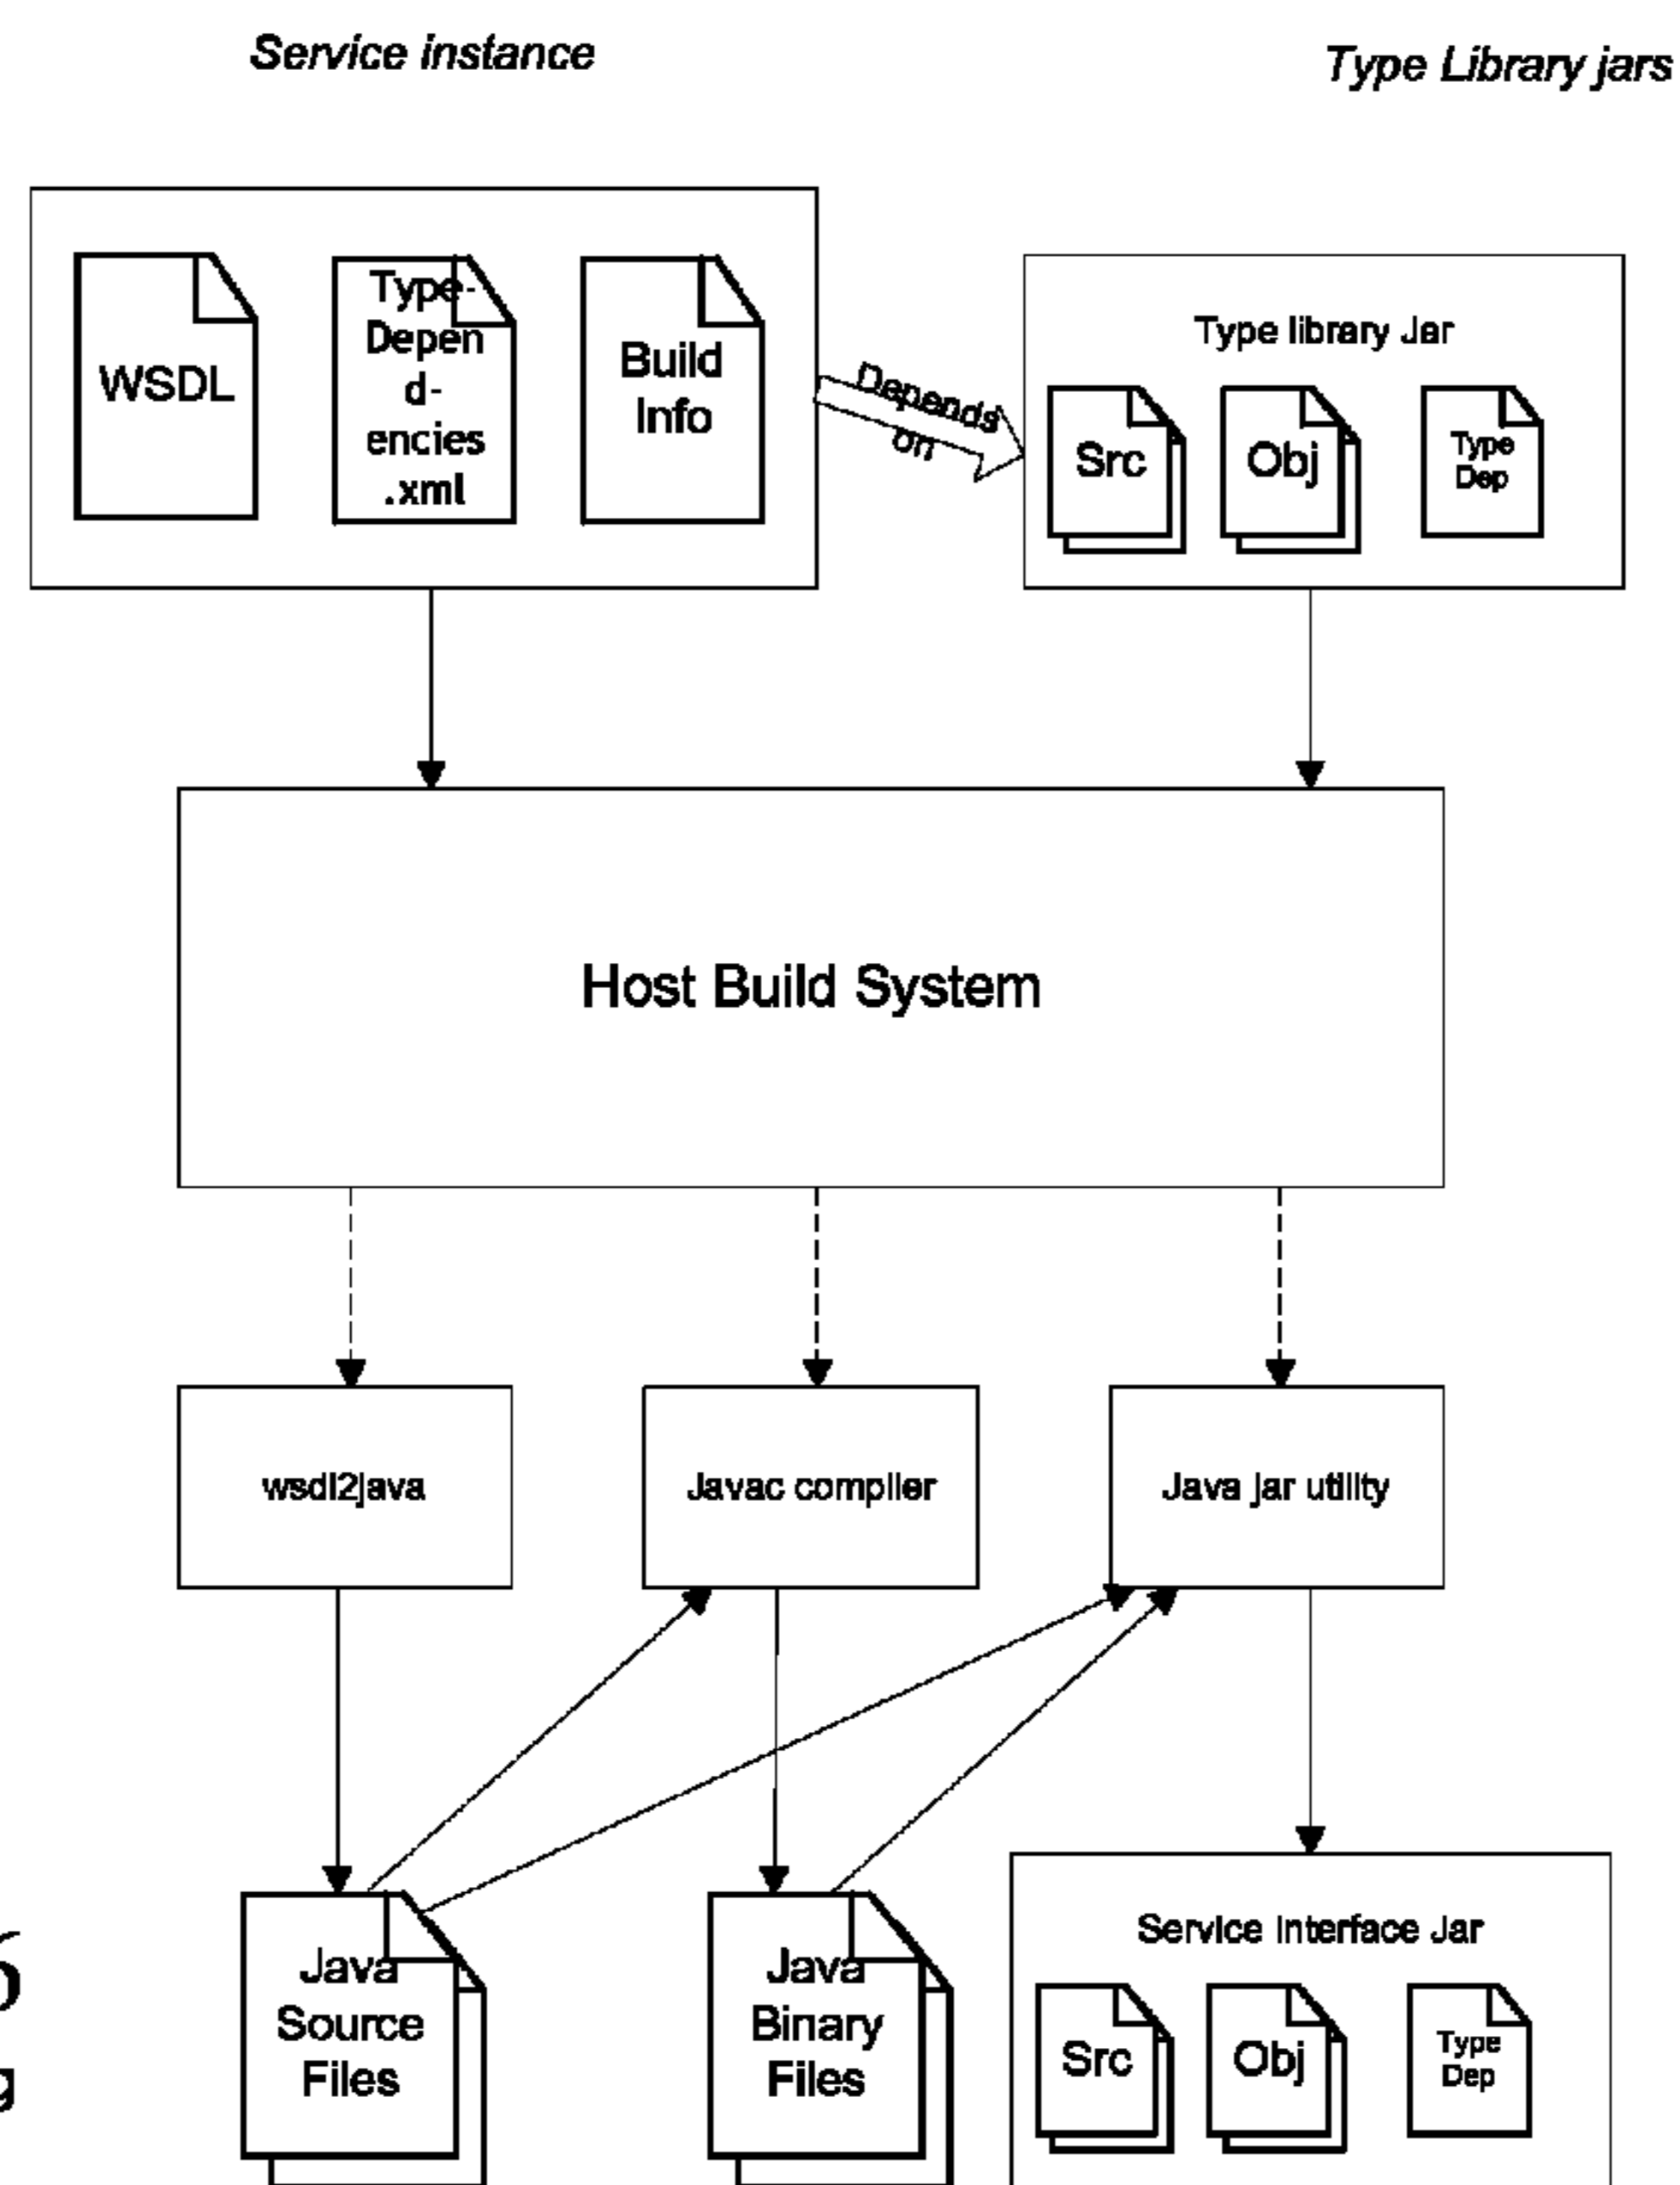 Service instance
Type Library jars
WSDL
Type-
Depen
d-
encies
.xml
Build
Info
Depends
on
Type library Jar
Src
Obj
Type
Dep
Host Build System
wsdl2java
Javac compiler
Java jar utility
Java
Source
Files
Java
Binary
Files
Service Interface Jar
Src
Obj
Type
Dep